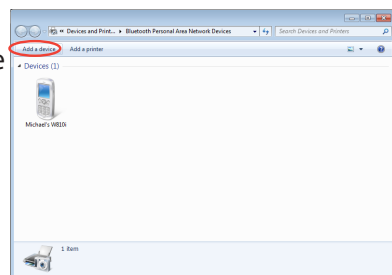 « Devices and Print... ▸ Bluetooth Personal Area Network Devices
Search Devices and Printers
Add a device
Add a printer
e
Devices (1)
Michael's W810i
1 item